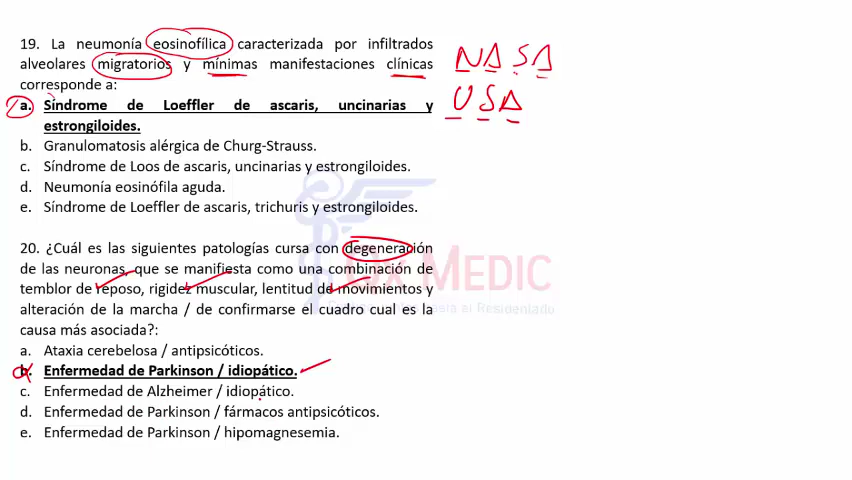 19. La neumonía eosinofílica caracterizada por infiltrados
alveolares migratorios y mínimas manifestaciones clínicas
corresponde a:
a. Síndrome de Loeffler de ascaris, uncinarias y
estrongiloides.
b. Granulomatosis alérgica de Churg-Strauss.
c. Síndrome de Loos de ascaris, uncinarias y estrongiloides.
d. Neumonía eosinófila aguda.
e. Síndrome de Loeffler de ascaris, trichuris y estrongiloides.
NASA
USA
20. ¿Cuál es las siguientes patologías cursa con degeneración
de las neuronas, que se manifiesta como una combinación de
temblor de reposo, rigidez muscular, lentitud de movimientos y
alteración de la marcha / de confirmarse el cuadro cual es la
causa más asociada?:
a. Ataxia cerebelosa / antipsicóticos.
b. Enfermedad de Parkinson / idiopático.
c. Enfermedad de Alzheimer / idiopático.
d. Enfermedad de Parkinson / fármacos antipsicóticos.
e. Enfermedad de Parkinson / hipomagnesemia.
MEDIC
al Residentado